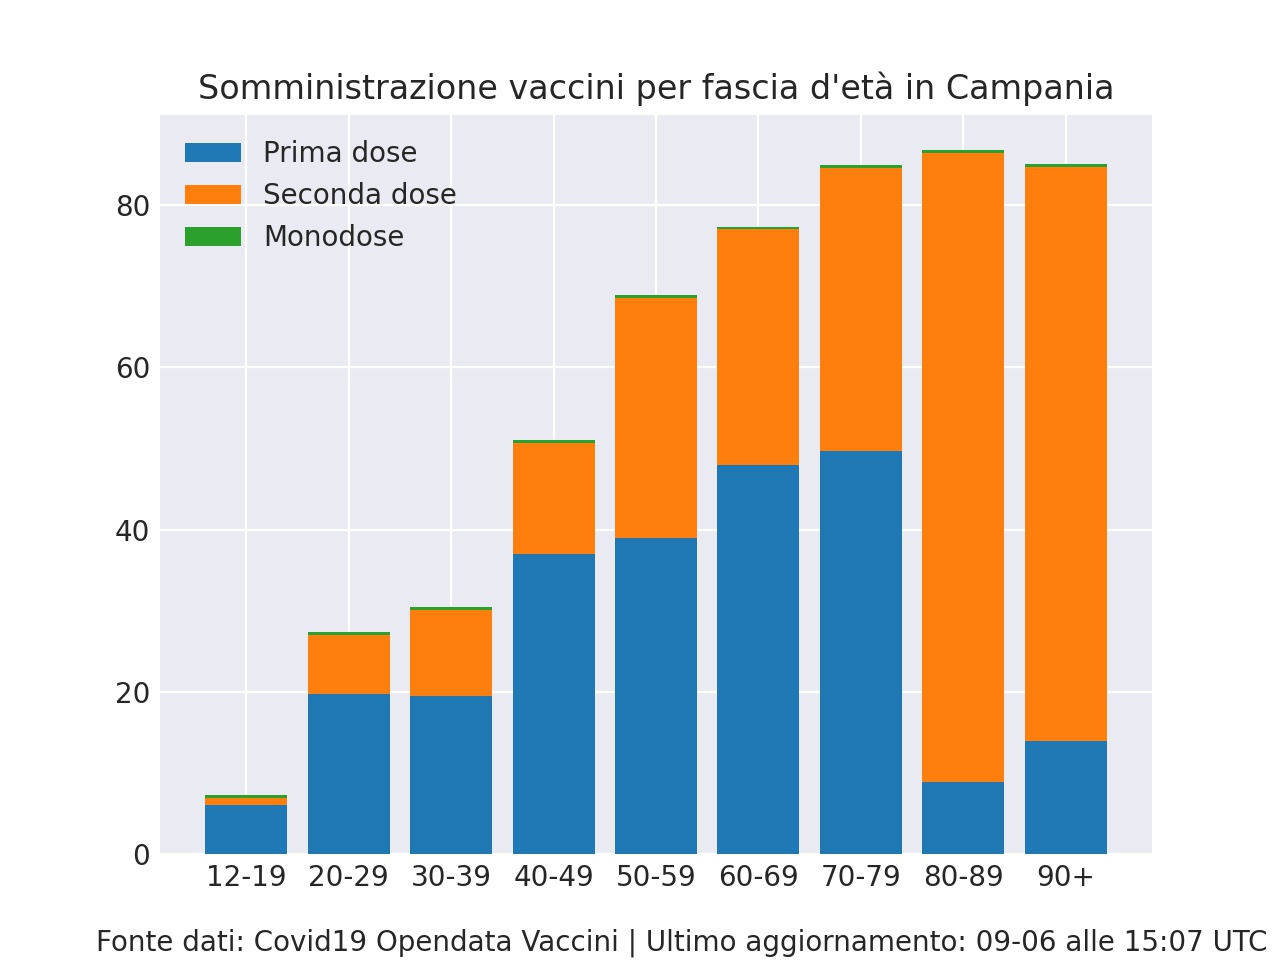 Somministrazione vaccini per fascia d'età in Campania
Prima dose
Seconda dose
Monodose
80
60
40
20
0
12-19 20-29 30-39 40-49 50-59 60-69 70-79 80-89 90+
Fonte dati: Covid19 Opendata Vaccini | Ultimo aggiornamento: 09-06 alle 15:07 UTC